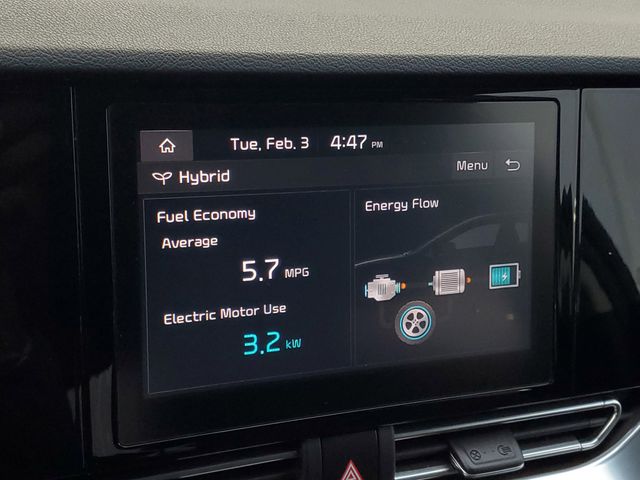 Tue, Feb. 3 4:47 PM
Hybrid
Menu
Fuel Economy
Average
5.7 MPG
Electric Motor Use
3.2 kW
Energy Flow